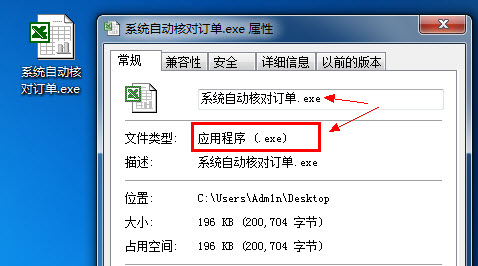 系统自动核
对订单.exe
系统自动核对订单.exe 属性
常规 兼容性 安全 详细信息 以前的版本
系统自动核对订单.exe
文件类型: 应用程序 (.exe)
描述: 系统自动核对订单.exe
位置: C:\Users\Adm1n\Desktop
大小: 196 KB (200,704 字节)
占用空间: 196 KB (200,704 字节)